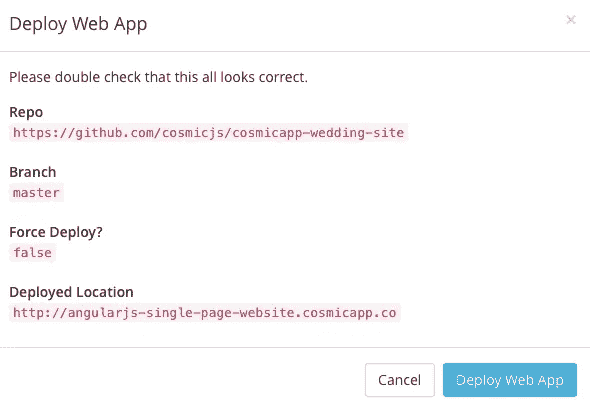 Deploy Web App
×
Please double check that this all looks correct.
Repo
https://github.com/cosmicjs/cosmicapp-wedding-site
Branch
master
Force Deploy?
false
Deployed Location
http://angularjs-single-page-website.cosmicapp.co
Cancel
Deploy Web App